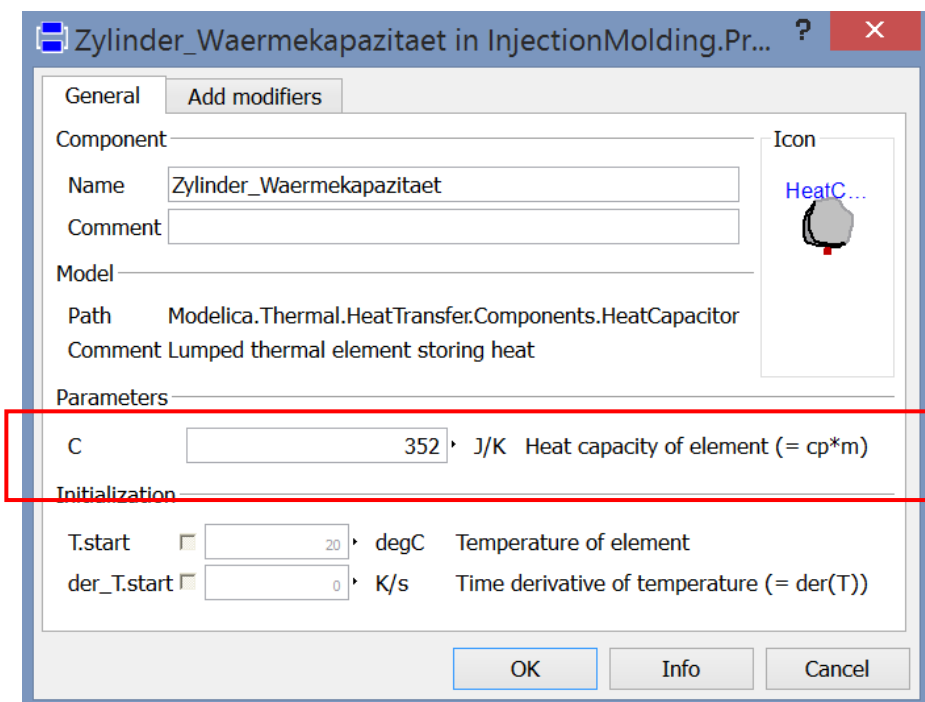 Zylinder_Waermekapazitaet in InjectionMolding.Pr... ? X
General Add modifiers
Component
Icon
Name Zylinder_Waermekapazitaet
HeatC...
Comment
Model
Path Modelica.Thermal.HeatTransfer.Components.HeatCapacitor
Comment Lumped thermal element storing heat
Parameters
C 352 J/K Heat capacity of element (= cp*m)
Initialization
T.start 20 degC Temperature of element
der_T.start 0 K/s Time derivative of temperature (= der(T))
OK Info Cancel